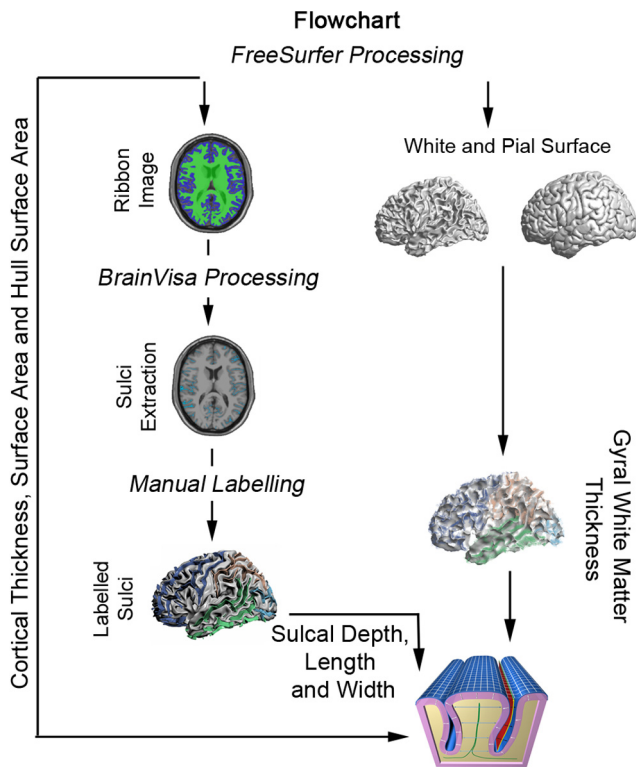 Flowchart
FreeSurfer Processing
Cortical Thickness, Surface Area and Hull Surface Area
Ribbon
Image
White and Pial Surface
BrainVisa Processing
Sulci
Extraction
Manual Labelling
Gyral White Matter
Thickness
Labelled
Sulci
Sulcal Depth,
Length
and Width